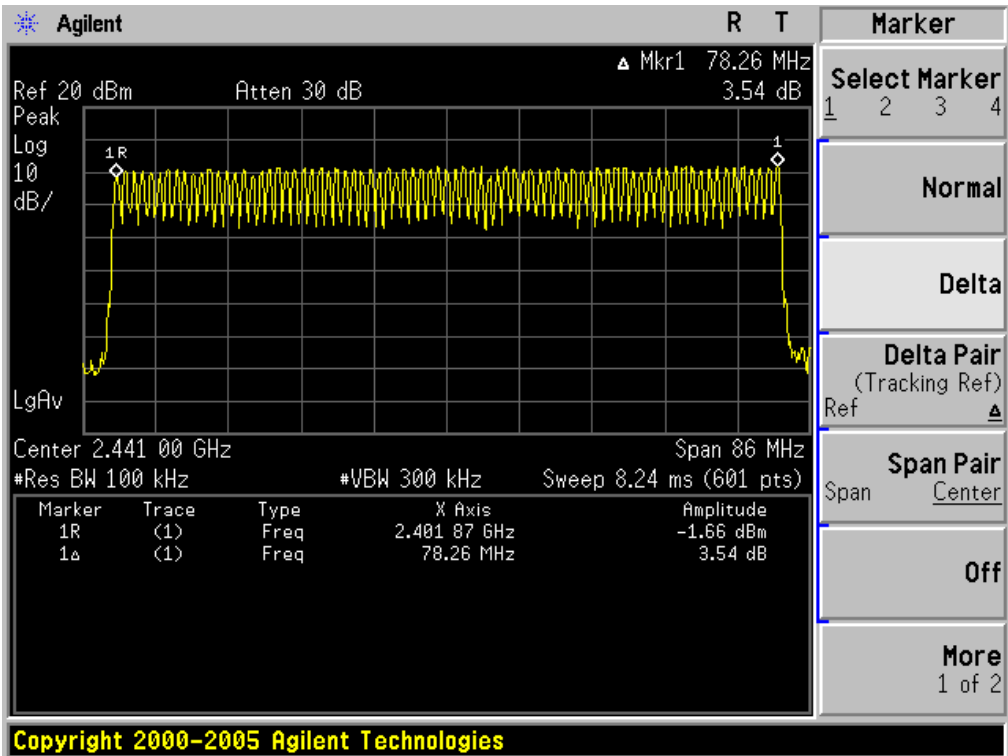 Agilent R T
Δ Mkr1 78.26 MHz
Ref 20 dBm Atten 30 dB 3.54 dB
Peak
Log
10
dB/
1R
1
LgAv
Center 2.441 00 GHz Span 86 MHz
#Res BW 100 kHz #VBW 300 kHz Sweep 8.24 ms (601 pts)
Marker Trace Type X Axis Amplitude
1R (1) Freq 2.401 87 GHz -1.66 dBm
1Δ (1) Freq 78.26 MHz 3.54 dB
Marker
Select Marker
1 2 3 4
Normal
Delta
Delta Pair
(Tracking Ref)
Ref Δ
Span Pair
Span Center
Off
More
1 of 2
Copyright 2000-2005 Agilent Technologies